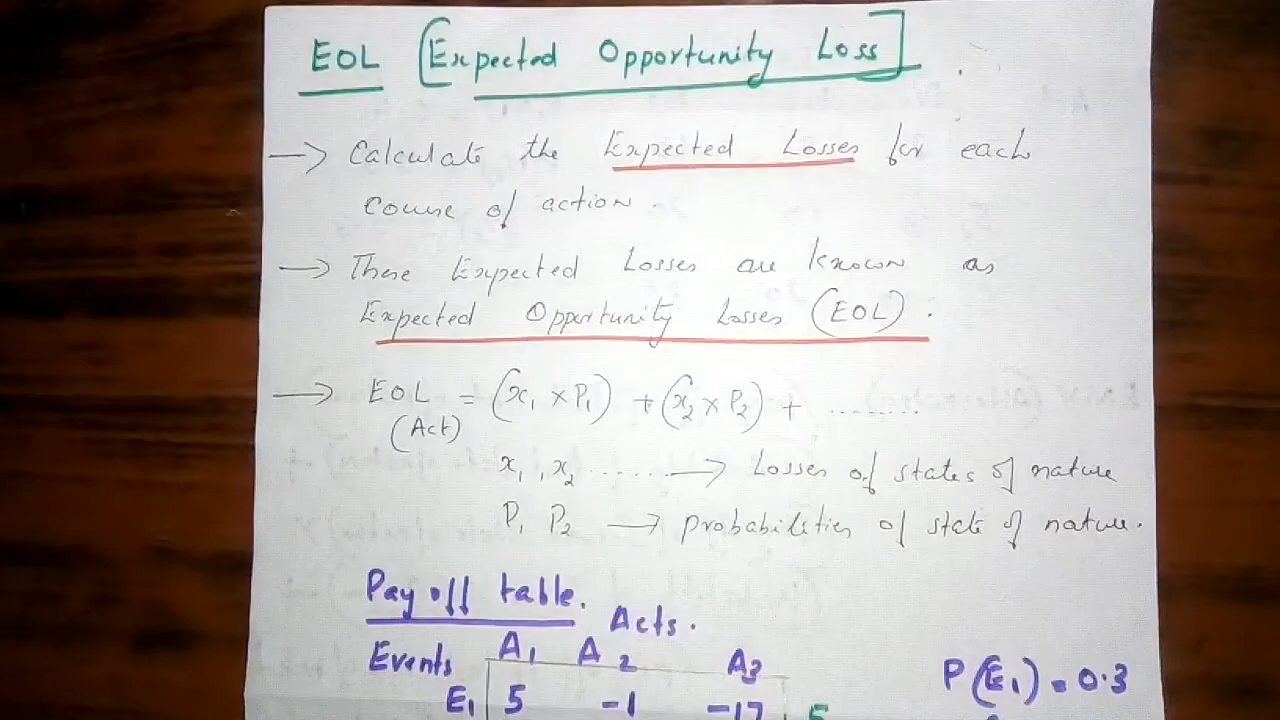 EOL [Expected Opportunity Loss]
→ Calculate the Expected Losses for each
course of action.
→ These Expected Losses are known as
Expected Opportunity Losses (EOL).
→ EOL = (x₁ × P₁) + (x₂ × P₂) + ........
(Act)
x₁, x₂ ......→ Losses of states of nature
P₁ P₂ → probabilities of state of nature.
Pay off table.
Acts.
Events A₁ A₂ A₃
P(E₁) = 0.3
E₁ 5 -1 -17 5